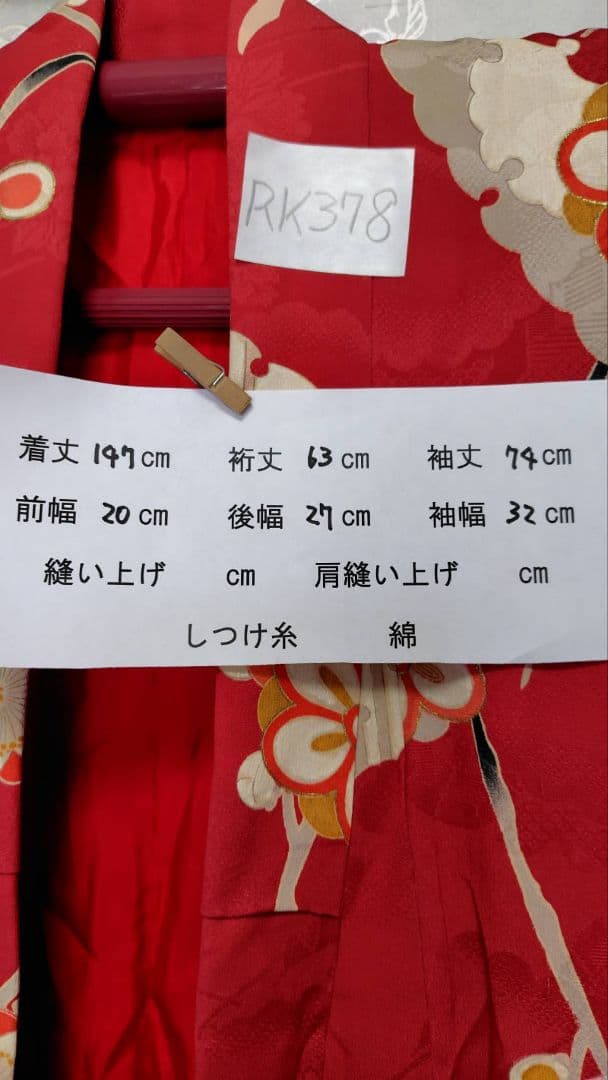 RK378
着丈 147cm 裄丈 63cm 袖丈 74cm
前幅 20cm 後幅 27cm 袖幅 32cm
縫い上げ cm 肩縫い上げ cm
しつけ糸 綿